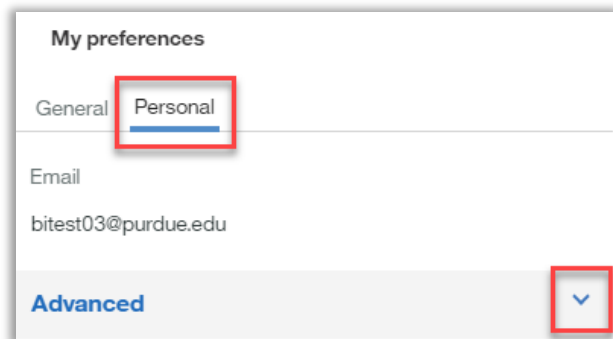 My preferences
General Personal
Email
bitest03@purdue.edu
Advanced